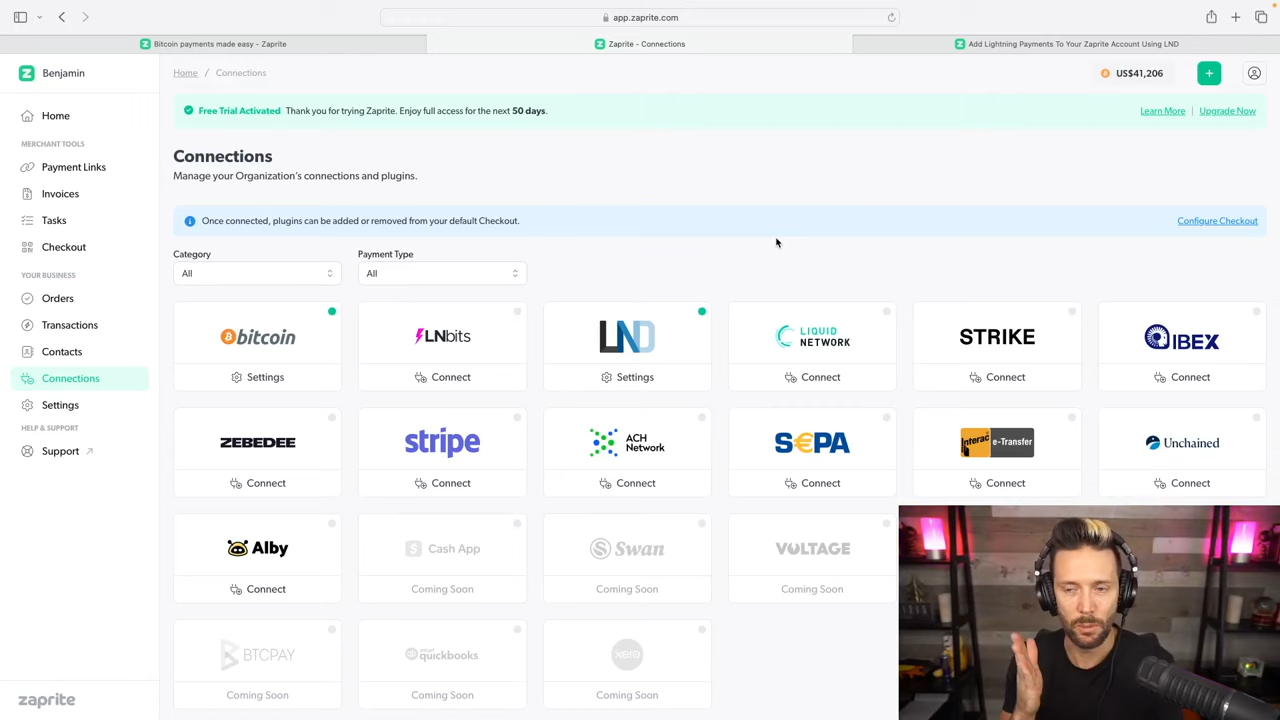 app.zaprite.com
Bitcoin payments made easy - Zaprite
Zaprite - Connections
Add Lightning Payments To Your Zaprite Account Using LND
Benjamin
Home / Connections
US$41,206
Free Trial Activated Thank you for trying Zaprite. Enjoy full access for the next 50 days.
Learn More | Upgrade Now
Home
MERCHANT TOOLS
Payment Links
Invoices
Tasks
Checkout
YOUR BUSINESS
Orders
Transactions
Contacts
Connections
Settings
HELP & SUPPORT
Support
zaprite
Connections
Manage your Organization's connections and plugins.
Once connected, plugins can be added or removed from your default Checkout.
Configure Checkout
Category
Payment Type
All
All
bitcoin
LNbits
LND
LIQUID
NETWORK
STRIKE
IBEX
Settings
Connect
Settings
Connect
Connect
Connect
ZEBEDEE
stripe
ACH
Network
S€PA
Interac e-Transfer
Unchained
Connect
Connect
Connect
Connect
Connect
Connect
Alby
Cash App
Swan
VOLTAGE
Connect
Coming Soon
Coming Soon
Coming Soon
BTCPAY
quickbooks
xero
Coming Soon
Coming Soon
Coming Soon